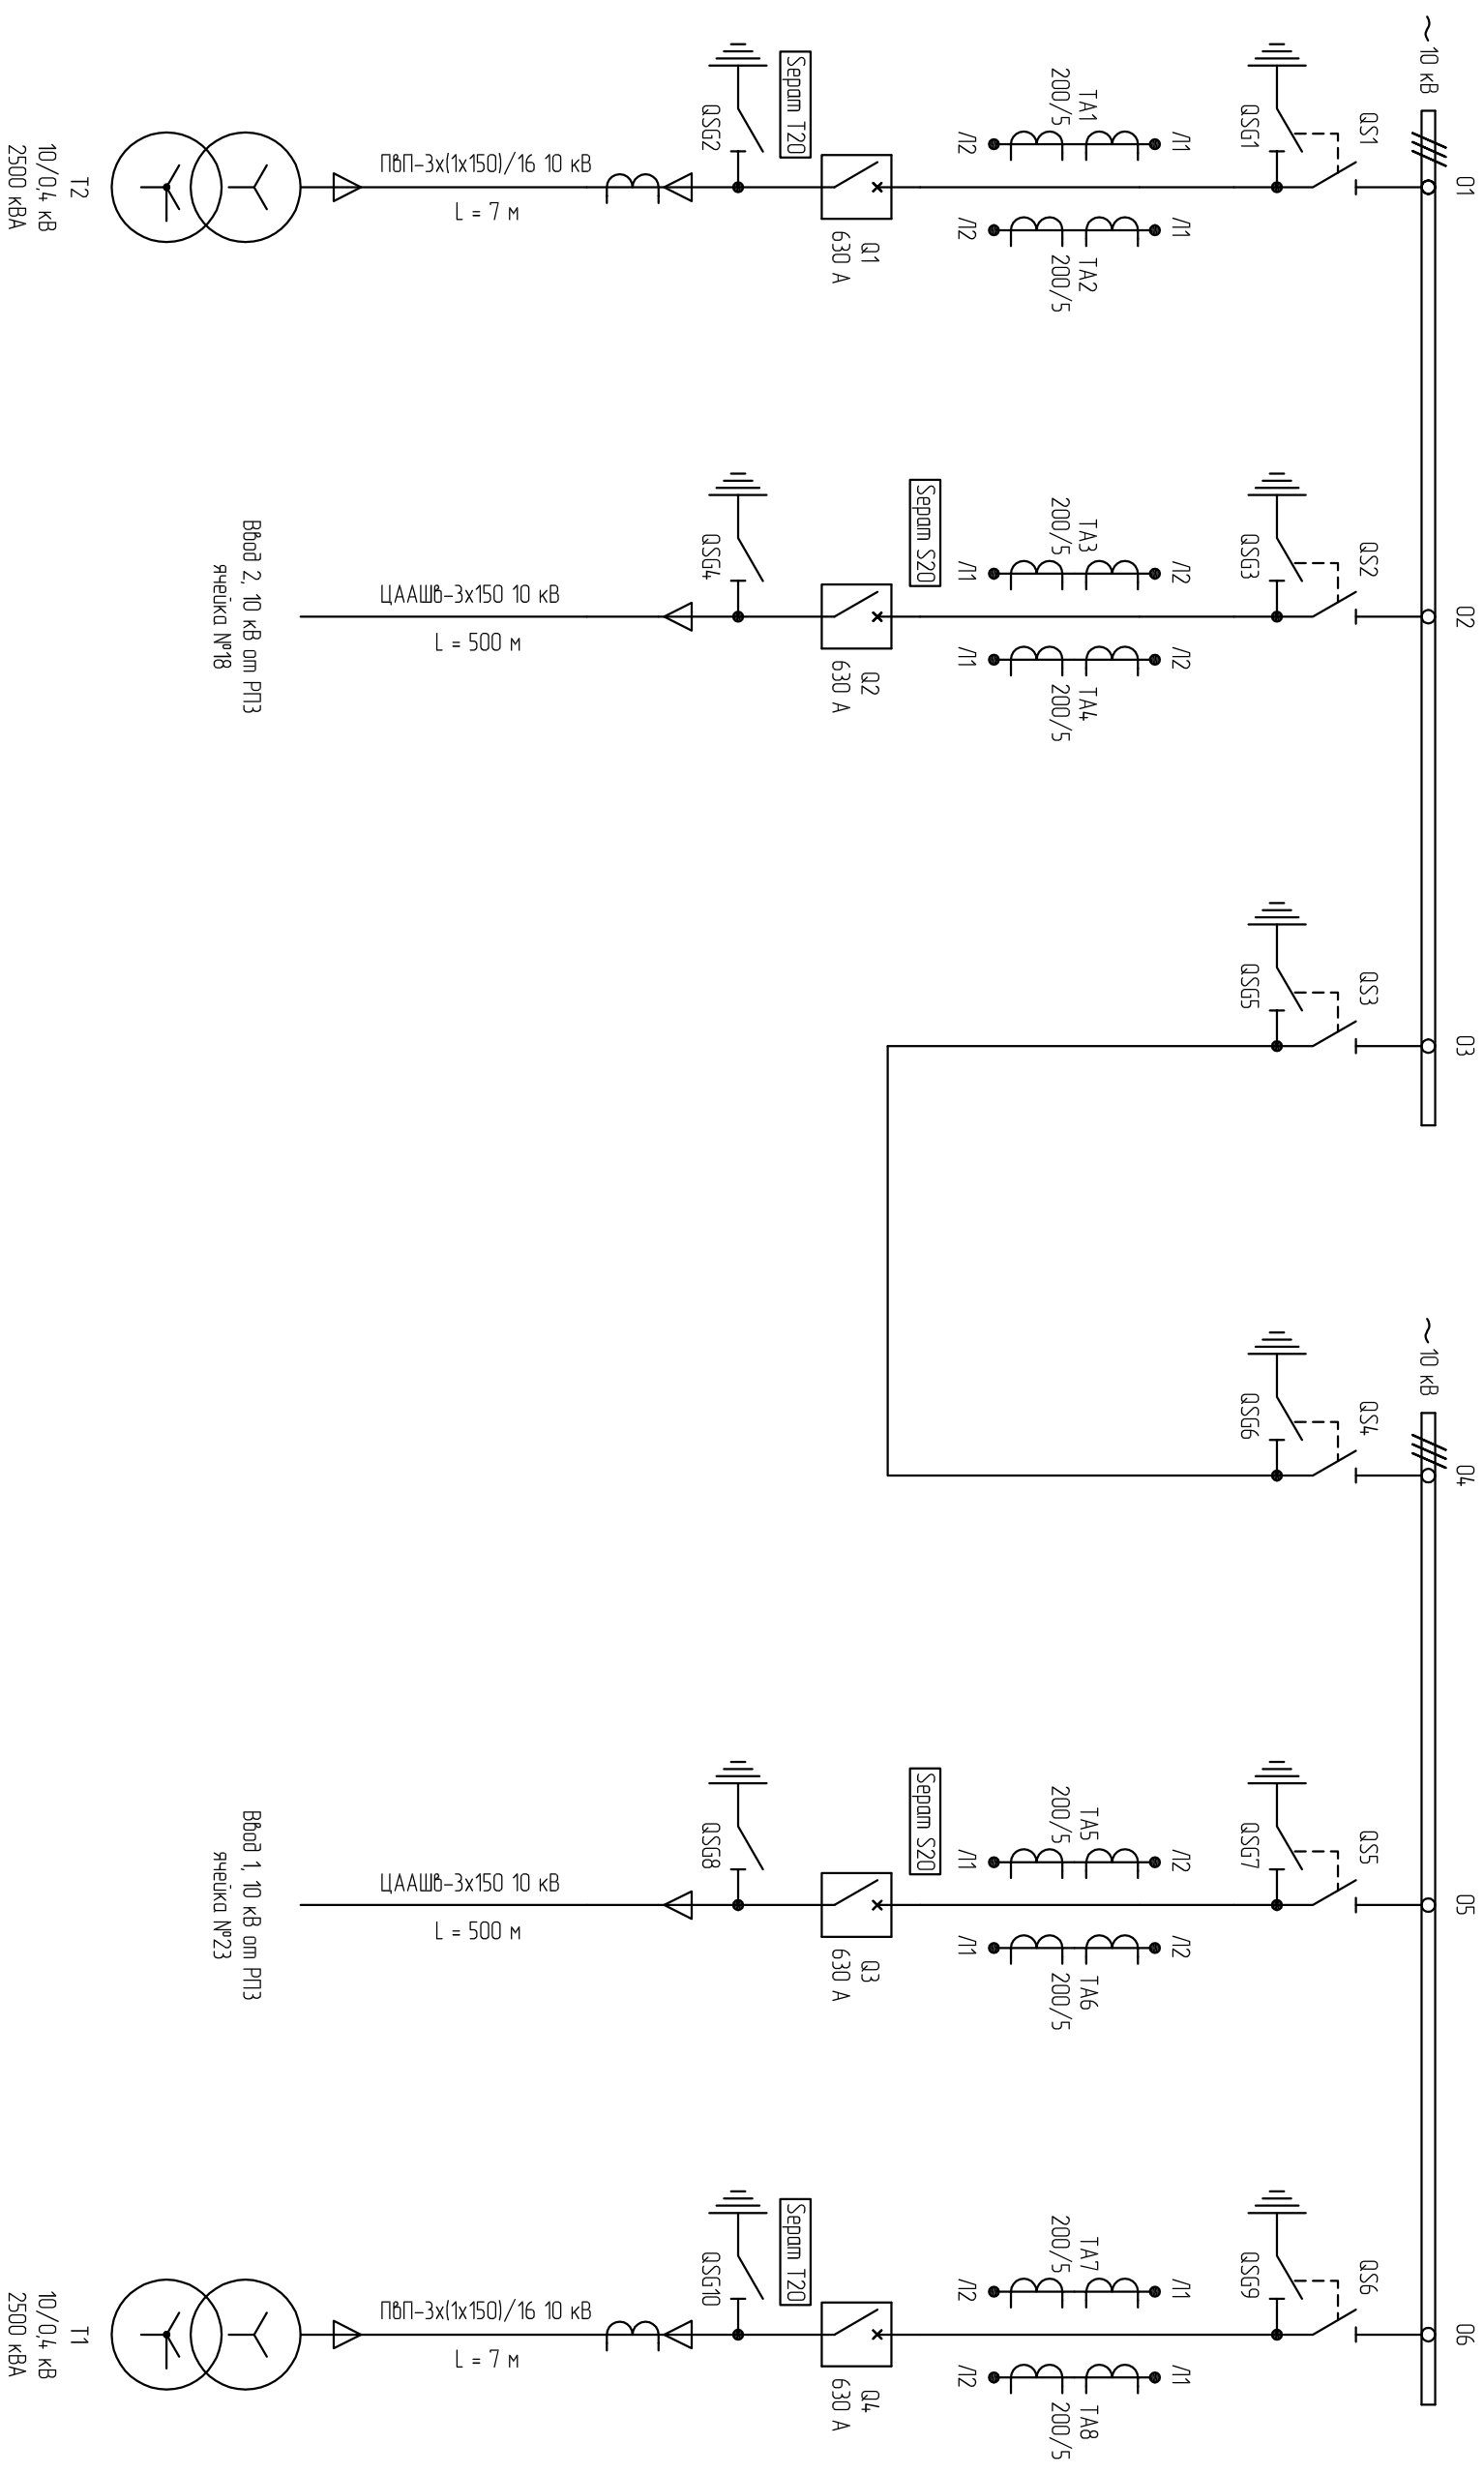 01
02
03
04
05
06
~ 10 кВ
~ 10 кВ
QS1
QSG1
Л1
Л1
ТА1
200/5
ТА2
200/5
Л2
Л2
Q1
630 А
Sepam T20
QSG2
ПвП-3х(1х150)/16 10 кВ
L = 7 м
Т2
10/0,4 кВ
2500 кВА
QS2
QSG3
Л2
Л2
ТА3
200/5
ТА4
200/5
Л1
Л1
Sepam S20
Q2
630 А
QSG4
ЦААШв-3х150 10 кВ
L = 500 м
Ввод 2, 10 кВ от РП3
ячейка №18
QS3
QSG5
QS4
QSG6
QS5
QSG7
Л2
Л2
ТА5
200/5
ТА6
200/5
Л1
Л1
Sepam S20
Q3
630 А
QSG8
ЦААШв-3х150 10 кВ
L = 500 м
Ввод 1, 10 кВ от РП3
ячейка №23
QS6
QSG9
Л1
Л1
ТА7
200/5
ТА8
200/5
Л2
Л2
Q4
630 А
Sepam T20
QSG10
ПвП-3х(1х150)/16 10 кВ
L = 7 м
Т1
10/0,4 кВ
2500 кВА